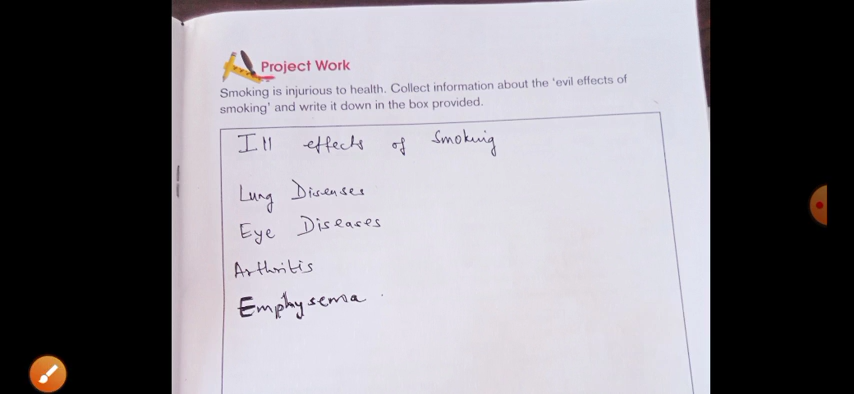 Project Work
Smoking is injurious to health. Collect information about the 'evil effects of
smoking' and write it down in the box provided.
Ill effects of Smoking
Lung Diseases
Eye Diseases
Arthritis
Emphysema